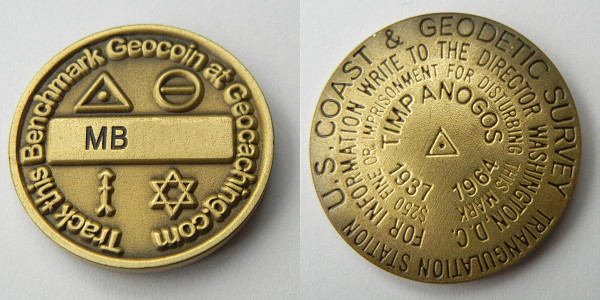 Track this Benchmark Geocoin at Geocaching.com
MB
U.S. COAST & GEODETIC SURVEY TRIANGULATION STATION
FOR INFORMATION WRITE TO THE DIRECTOR WASHINGTON D.C.
$250 FINE OR IMPRISONMENT FOR DISTURBING THIS MARK
TIMPANOGOS
1937 1964